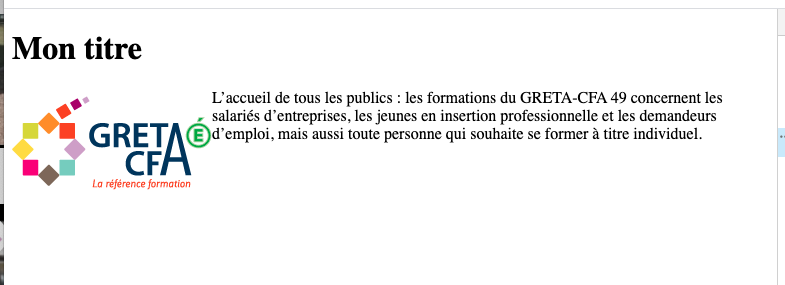 Mon titre
L’accueil de tous les publics : les formations du GRETA-CFA 49 concernent les
salariés d’entreprises, les jeunes en insertion professionnelle et les demandeurs
d’emploi, mais aussi toute personne qui souhaite se former à titre individuel.
GRETA
CFA
É
La référence formation